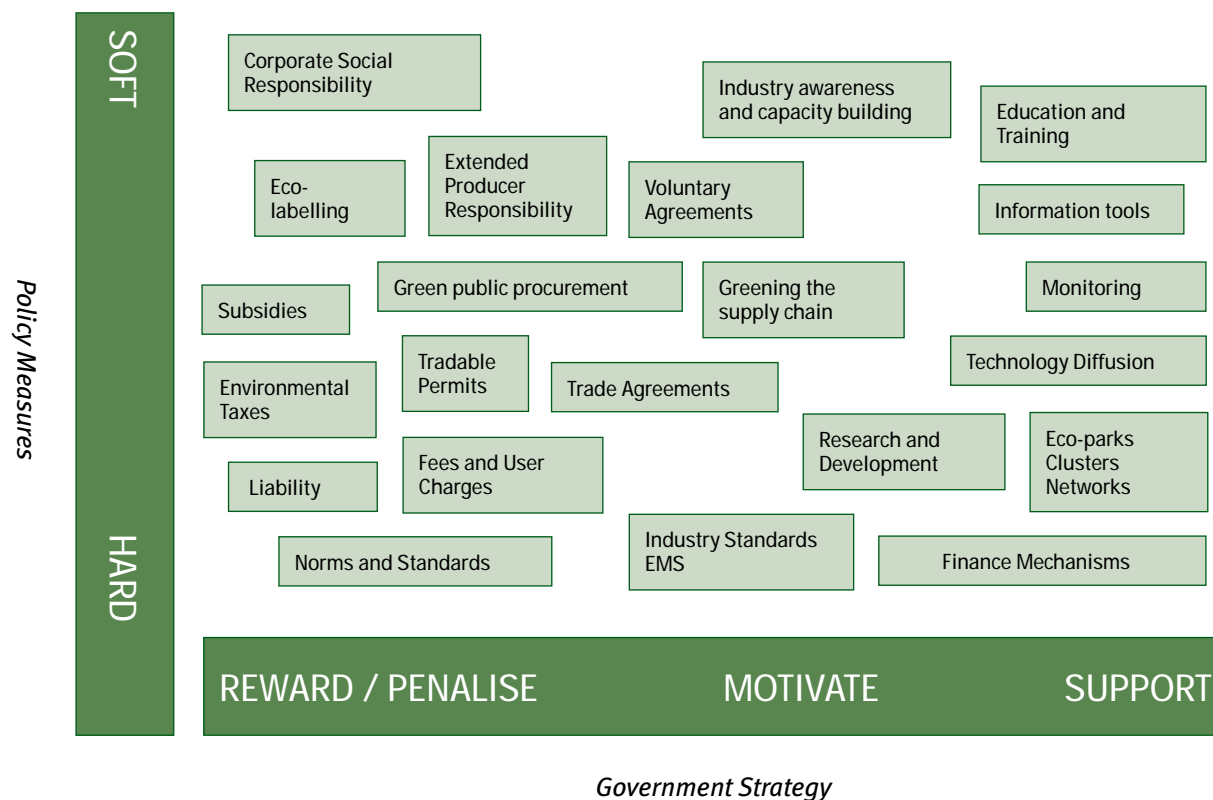 SOFT
HARD
Policy Measures
Corporate Social
Responsibility
Industry awareness
and capacity building
Education and
Training
Eco-
labelling
Extended
Producer
Responsibility
Voluntary
Agreements
Information tools
Subsidies
Green public procurement
Greening the
supply chain
Monitoring
Environmental
Taxes
Tradable
Permits
Trade Agreements
Technology Diffusion
Liability
Fees and User
Charges
Research and
Development
Eco-parks
Clusters
Networks
Norms and Standards
Industry Standards
EMS
Finance Mechanisms
REWARD / PENALISE
MOTIVATE
SUPPORT
Government Strategy